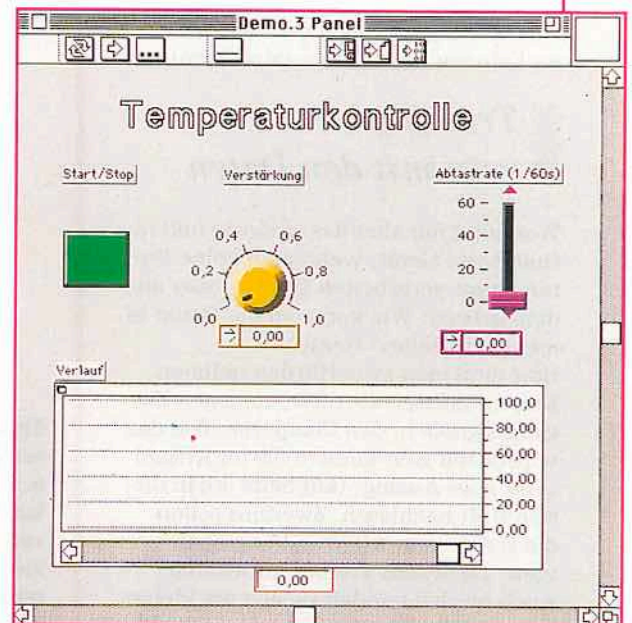 Demo.3 Panel
...
Temperaturkontrolle
Start/Stop
Verstärkung
Abtastrate (1/60s)
0,4 0,6
0,2 0,8
0,0 1,0
0,00
60
40
20
0
0,00
Verlauf
100,0
80,00
60,00
40,00
20,00
0,00
0,00